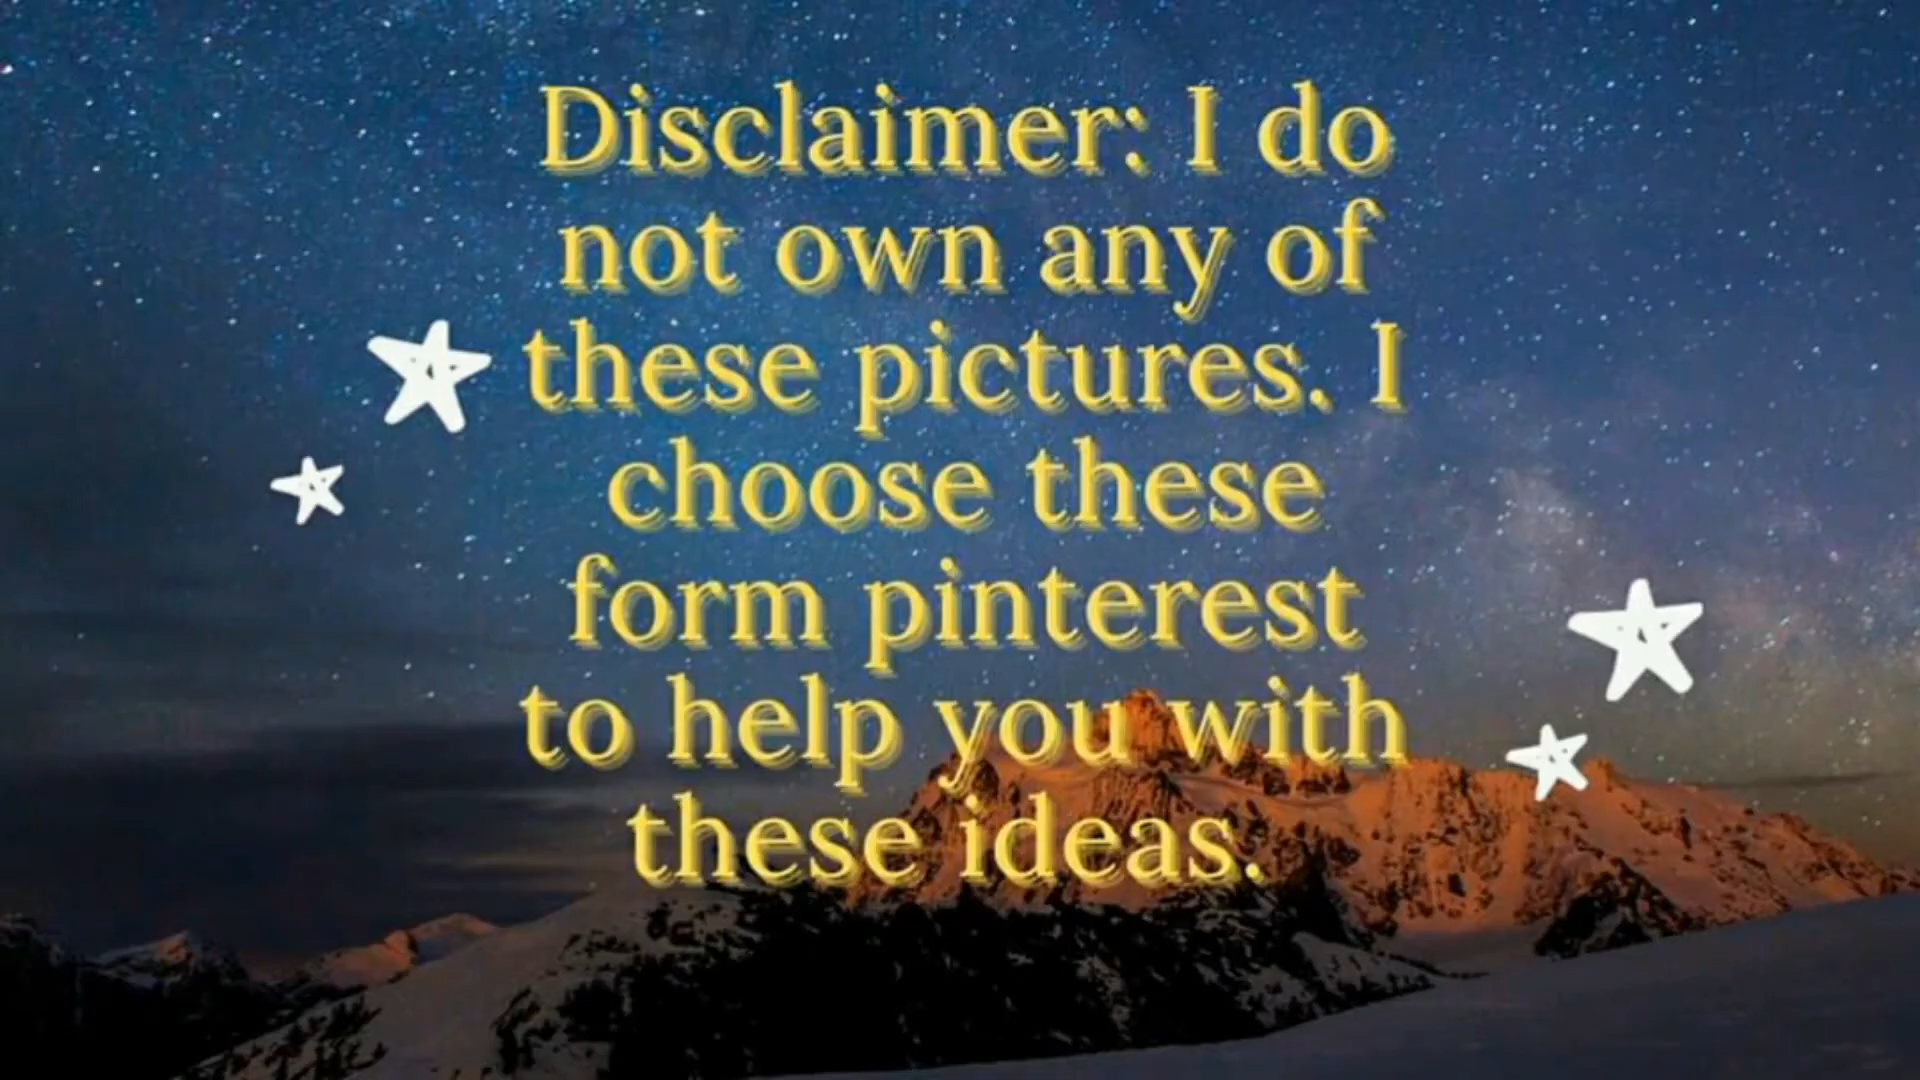 Disclaimer: I do
not own any of
these pictures. I
choose these
form pinterest
to help you with
these ideas.